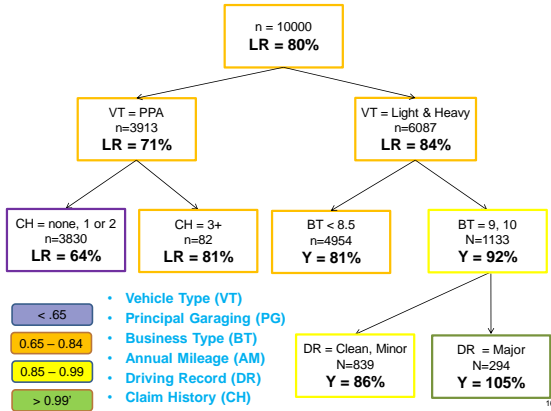 n = 10000
LR = 80%
VT = PPA
n=3913
LR = 71%
VT = Light & Heavy
n=6087
LR = 84%
CH = none, 1 or 2
n=3830
LR = 64%
CH = 3+
n=82
LR = 81%
BT < 8.5
n=4954
Y = 81%
BT = 9, 10
N=1133
Y = 92%
DR = Clean, Minor
N=839
Y = 86%
DR = Major
N=294
Y = 105%
< .65
0.65 – 0.84
0.85 – 0.99
> 0.99'
• Vehicle Type (VT)
• Principal Garaging (PG)
• Business Type (BT)
• Annual Mileage (AM)
• Driving Record (DR)
• Claim History (CH)